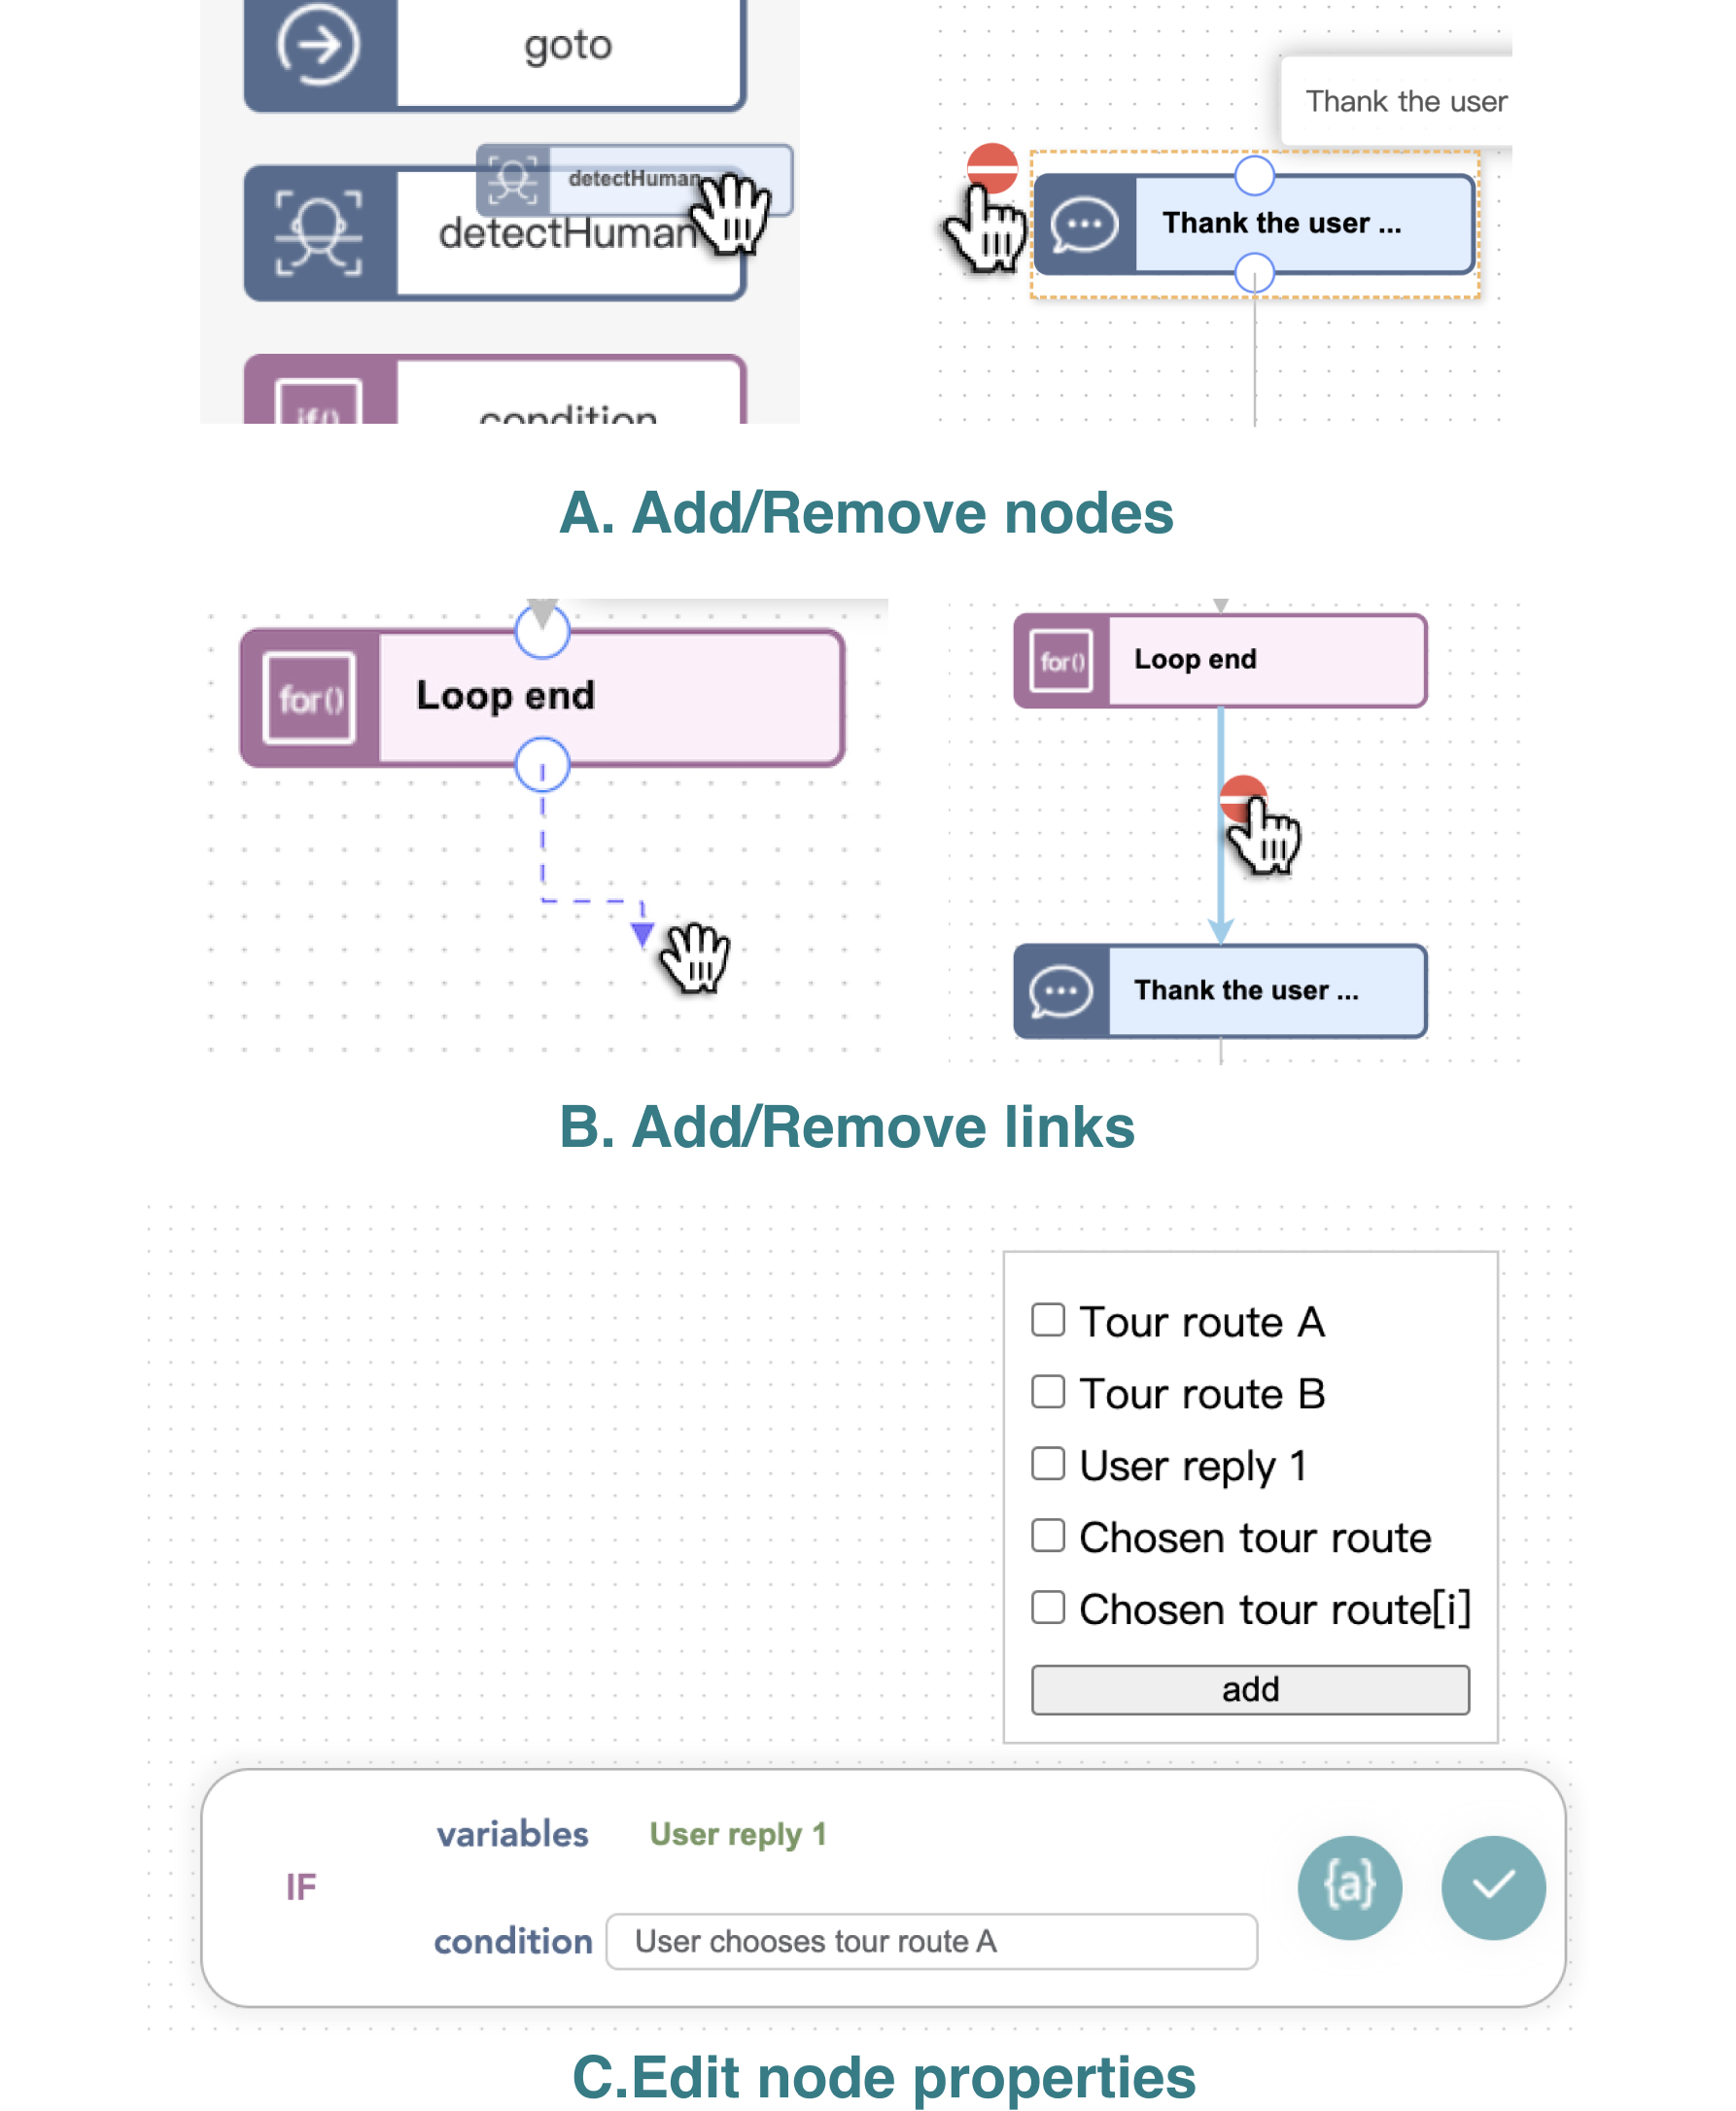 goto
detectHuman
detectHuman
if()
condition
Thank the user
Thank the user ...
A. Add/Remove nodes
for()
Loop end
for()
Loop end
Thank the user ...
B. Add/Remove links
Tour route A
Tour route B
User reply 1
Chosen tour route
Chosen tour route[i]
add
variables
User reply 1
IF
condition
User chooses tour route A
{a}
C.Edit node properties